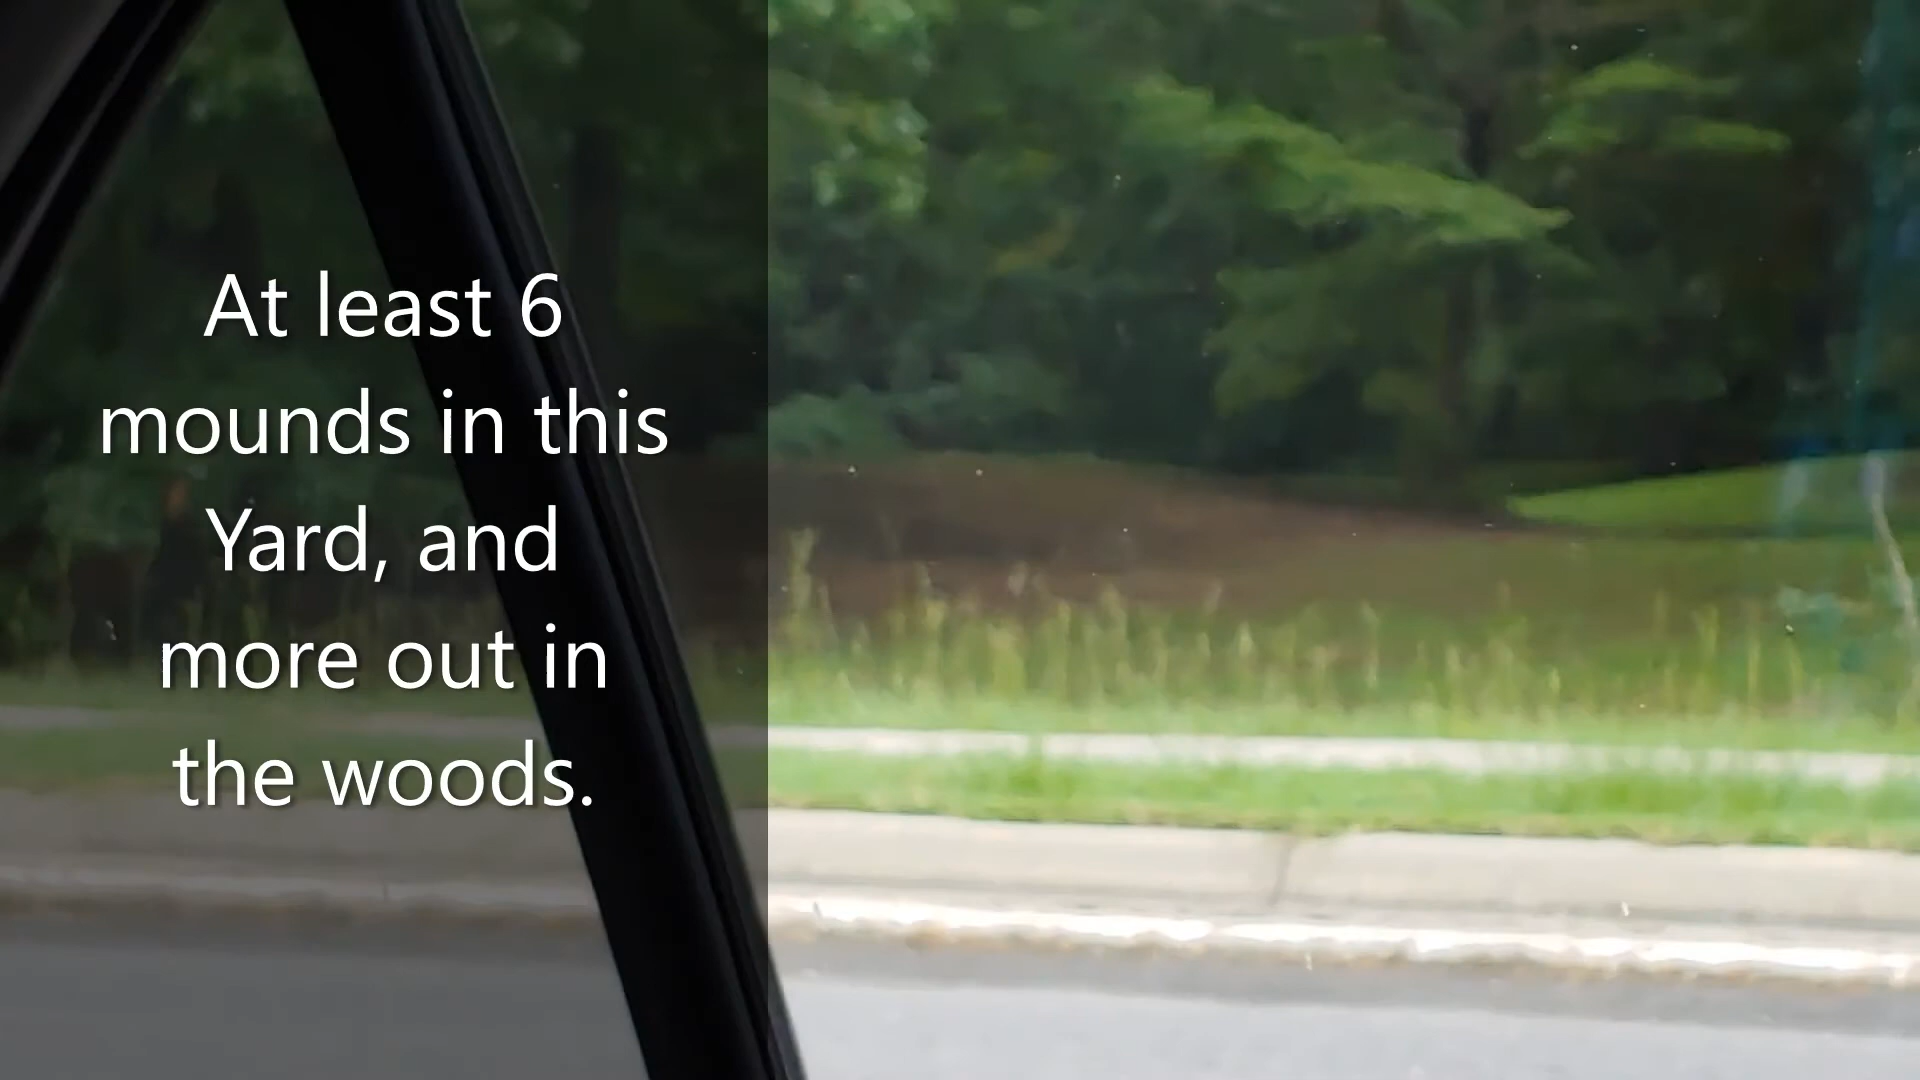 At least 6
mounds in this
Yard, and
more out in
the woods.